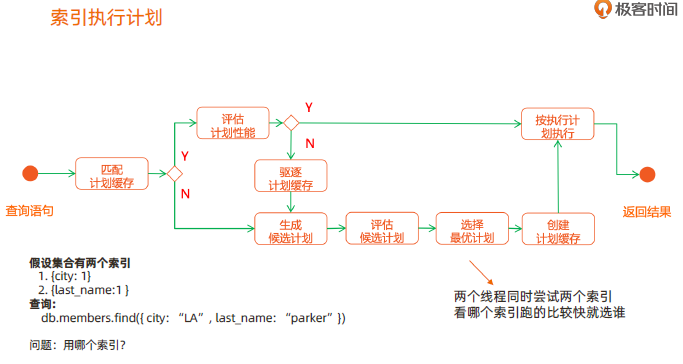 索引执行计划
极客时间
查询语句
匹配
计划缓存
Y
N
评估
计划性能
Y
N
驱逐
计划缓存
生成
候选计划
评估
候选计划
选择
最优计划
创建
计划缓存
按执行计
划执行
返回结果
两个线程同时尝试两个索引
看哪个索引跑的比较快就选谁
假设集合有两个索引
1. {city: 1}
2. {last_name:1 }
查询：
db.members.find({ city: “LA”, last_name: “parker” })
问题：用哪个索引？